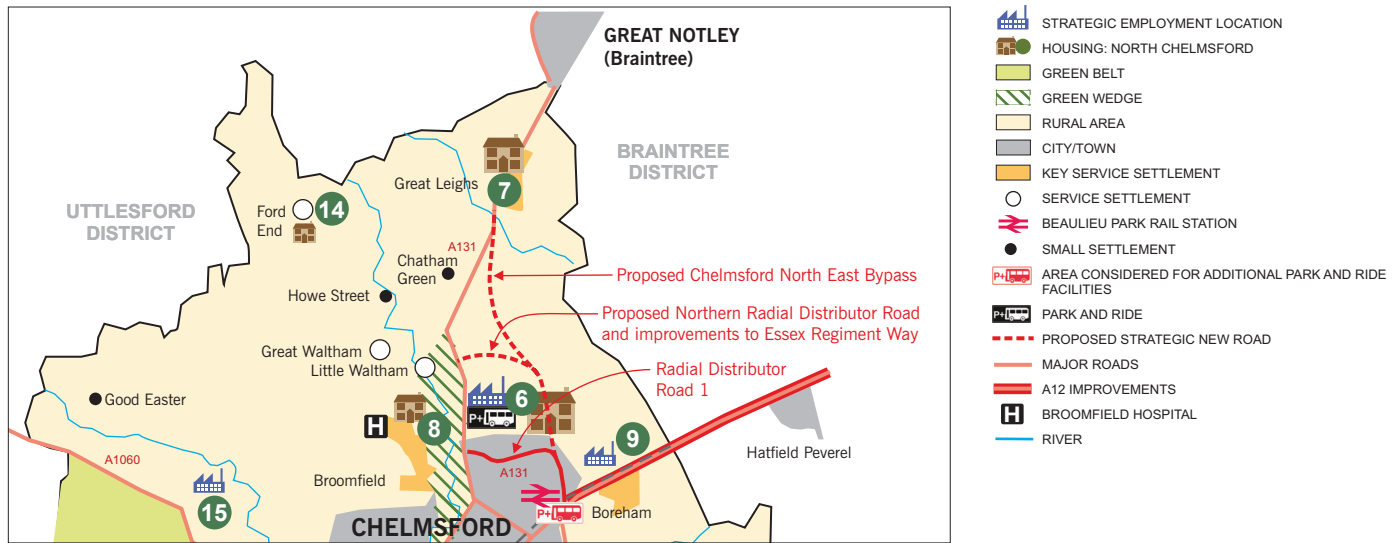 GREAT NOTLEY
(Braintree)
BRAINTREE
DISTRICT
UTTLESFORD
DISTRICT
Great Leighs
7
Ford
End
14
A131
Chatham
Green
Howe Street
Proposed Chelmsford North East Bypass
Proposed Northern Radial Distributor Road
and improvements to Essex Regiment Way
Great Waltham
Little Waltham
Radial Distributor
Road 1
Good Easter
6
P+
H
8
9
Hatfield Peverel
A1060
Broomfield
A131
15
P+
Boreham
CHELMSFORD
STRATEGIC EMPLOYMENT LOCATION
HOUSING: NORTH CHELMSFORD
GREEN BELT
GREEN WEDGE
RURAL AREA
CITY/TOWN
KEY SERVICE SETTLEMENT
SERVICE SETTLEMENT
BEAULIEU PARK RAIL STATION
SMALL SETTLEMENT
P+ AREA CONSIDERED FOR ADDITIONAL PARK AND RIDE
FACILITIES
P+ PARK AND RIDE
PROPOSED STRATEGIC NEW ROAD
MAJOR ROADS
A12 IMPROVEMENTS
H BROOMFIELD HOSPITAL
RIVER